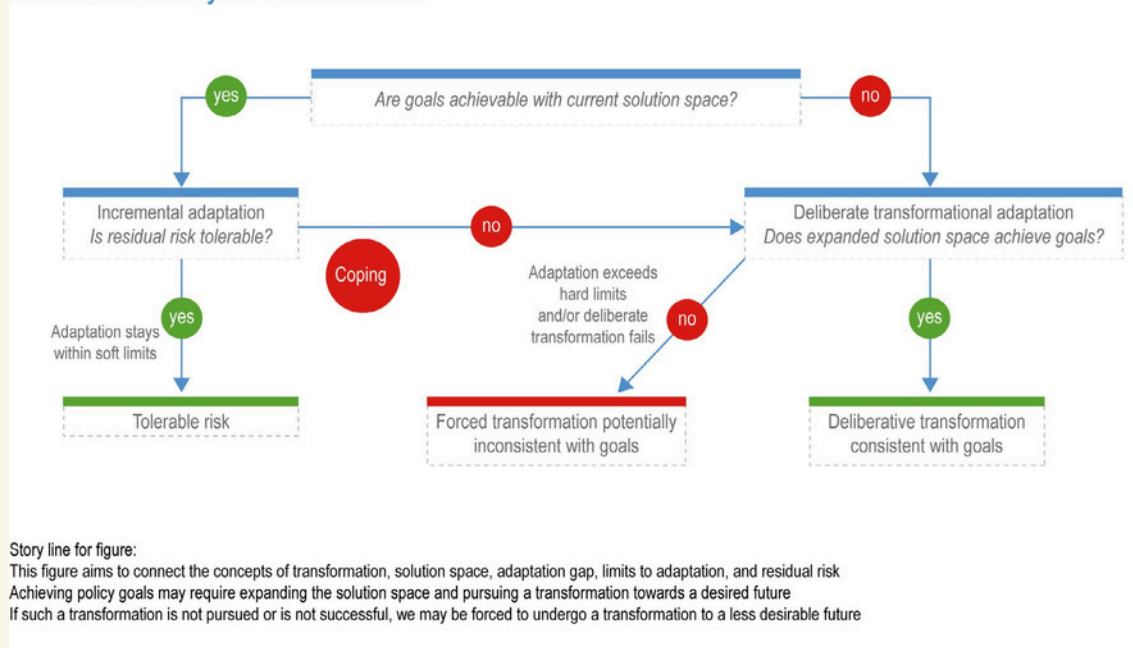 Are goals achievable with current solution space?
yes
no
Incremental adaptation
Is residual risk tolerable?
no
Deliberate transformational adaptation
Does expanded solution space achieve goals?
Coping
Adaptation exceeds
hard limits
and/or deliberate
transformation fails
no
yes
Adaptation stays
within soft limits
yes
Tolerable risk
Forced transformation potentially
inconsistent with goals
Deliberative transformation
consistent with goals
Story line for figure:
This figure aims to connect the concepts of transformation, solution space, adaptation gap, limits to adaptation, and residual risk
Achieving policy goals may require expanding the solution space and pursuing a transformation towards a desired future
If such a transformation is not pursued or is not successful, we may be forced to undergo a transformation to a less desirable future